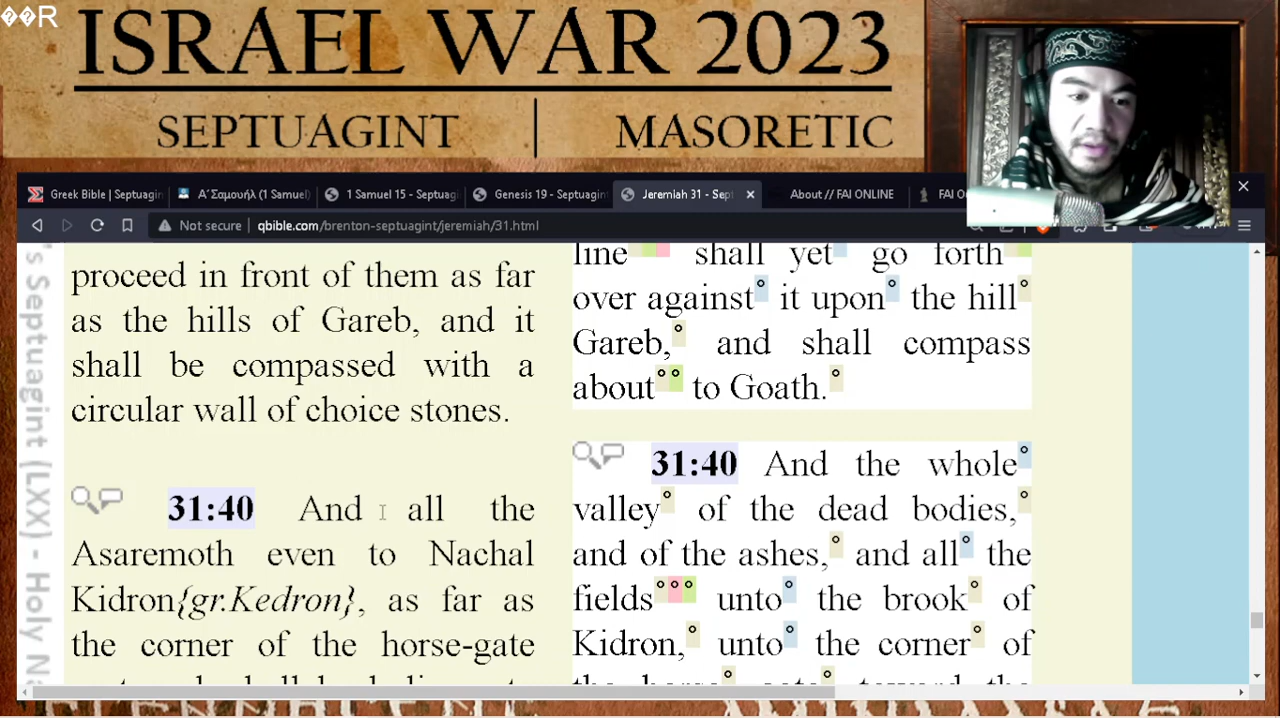 ��R
ISRAEL WAR 2023
SEPTUAGINT | MASORETIC
Greek Bible | Septuagin
Α΄Σαμουήλ (1 Samuel)
1 Samuel 15 - Septuag
Genesis 19 - Septuagin
Jeremiah 31 - Sept
About // FAI ONLINE
FAI O
Not secure qbible.com/brenton-septuagint/jeremiah/31.html
's Septuagint (LXX) - Holy Na
proceed in front of them as far
as the hills of Gareb, and it
shall be compassed with a
circular wall of choice stones.
31:40 And all the
Asaremoth even to Nachal
Kidron{gr.Kedron}, as far as
the corner of the horse-gate
line° shall yet° go forth
over against° it upon° the hill°
Gareb,° and shall compass
about°° to Goath.°
31:40 And the whole°
valley° of the dead bodies,°
and of the ashes,° and all° the
fields°°° unto° the brook° of
Kidron,° unto° the corner° of